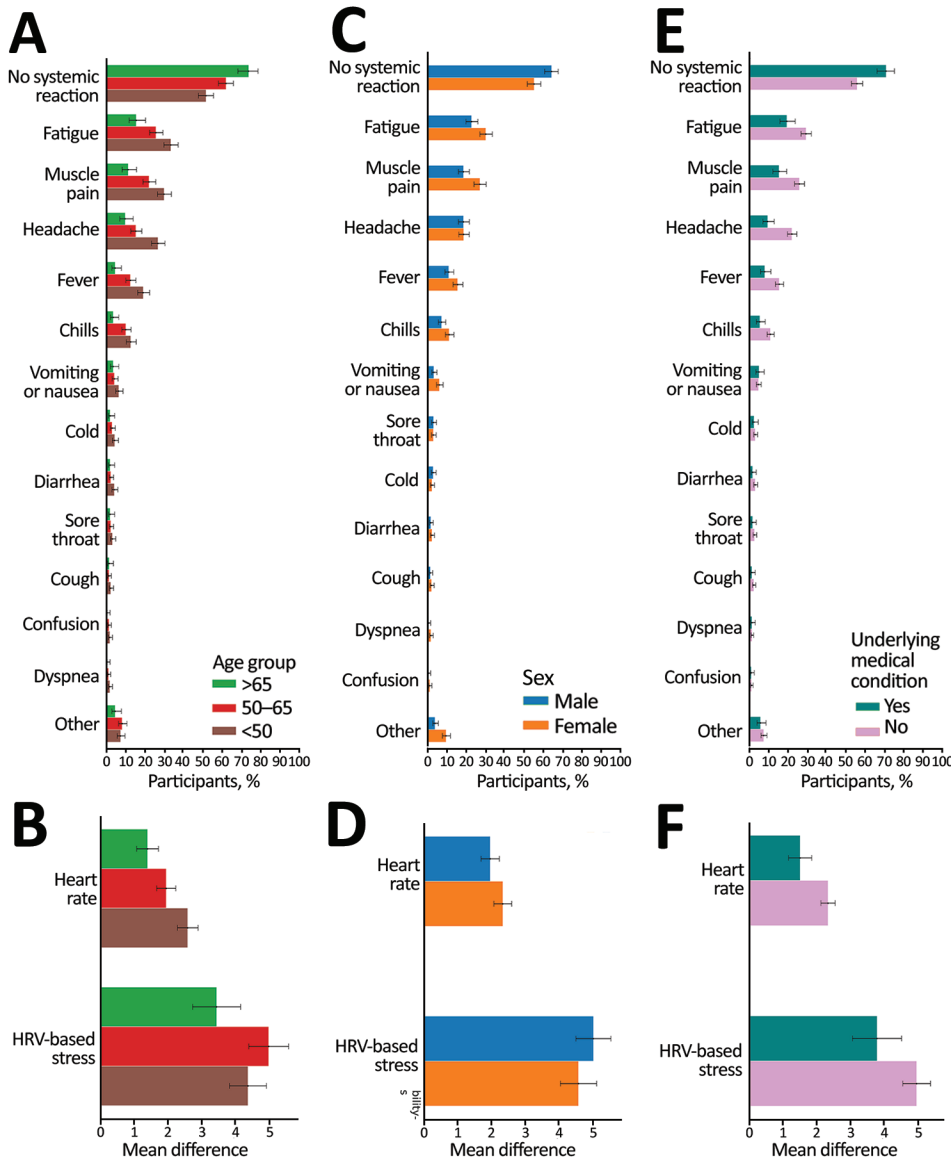 A
No systemic
reaction
Fatigue
Muscle
pain
Headache
Fever
Chills
Vomiting
or nausea
Cold
Diarrhea
Sore
throat
Cough
Confusion
Dyspnea
Other
Age group
>65
50–65
<50
0 10 20 30 40 50 60 70 80 90 100
Participants, %
C
No systemic
reaction
Fatigue
Muscle
pain
Headache
Fever
Chills
Vomiting
or nausea
Sore
throat
Cold
Diarrhea
Cough
Dyspnea
Confusion
Other
Sex
Male
Female
0 10 20 30 40 50 60 70 80 90 100
Participants, %
E
No systemic
reaction
Fatigue
Muscle
pain
Headache
Fever
Chills
Vomiting
or nausea
Cold
Diarrhea
Sore
throat
Cough
Dyspnea
Confusion
Other
Underlying
medical
condition
Yes
No
0 10 20 30 40 50 60 70 80 90 100
Participants, %
B
Heart
rate
HRV-based
stress
0 1 2 3 4 5
Mean difference
D
Heart
rate
HRV-based
stress
bility-
s
0 1 2 3 4 5
Mean difference
F
Heart
rate
HRV-based
stress
0 1 2 3 4 5
Mean difference